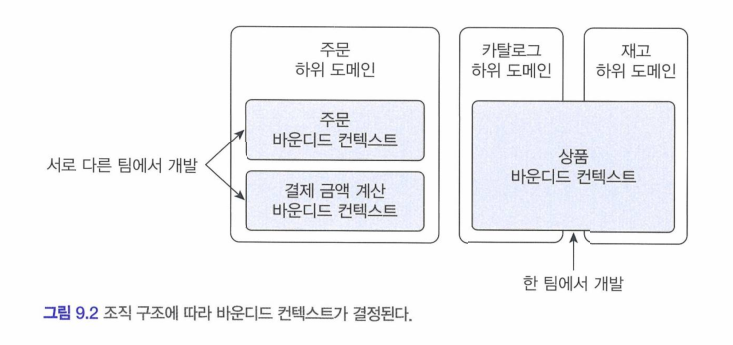 주문
하위 도메인
카탈로그
하위 도메인
재고
하위 도메인
주문
바운디드 컨텍스트
서로 다른 팀에서 개발
상품
바운디드 컨텍스트
결제 금액 계산
바운디드 컨텍스트
한 팀에서 개발
그림 9.2 조직 구조에 따라 바운디드 컨텍스트가 결정된다.